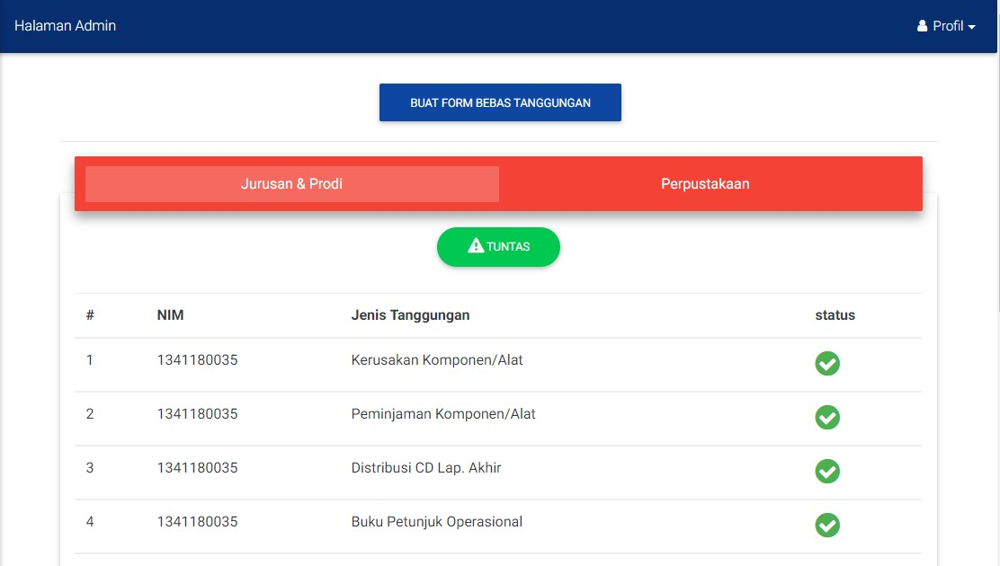 Halaman Admin
Profil
BUAT FORM BEBAS TANGGUNGAN
Jurusan & Prodi Perpustakaan
TUNTAS
# NIM Jenis Tanggungan status
1 1341180035 Kerusakan Komponen/Alat
2 1341180035 Peminjaman Komponen/Alat
3 1341180035 Distribusi CD Lap. Akhir
4 1341180035 Buku Petunjuk Operasional